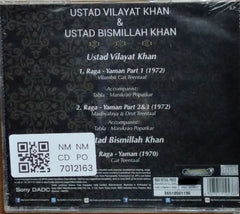 USTAD VILAYAT KHAN
&
USTAD BISMILLAH KHAN
Ustad Vilayat Khan
1. Raga - Yaman Part 1 (1972)
Vilambit Gat Teentaal
Accompanist:
Tabla: Manikrao Popatkar
2. Raga - Yaman Part 2&3 (1972)
Madhyalaya & Drut Teentaal
Accompanist:
Tabla: Manikrao Popatkar
Ustad Bismillah Khan
Raga - Yaman (1970)
Gat Teentaal
NM NM
CD PO
7012163
Sony DADC